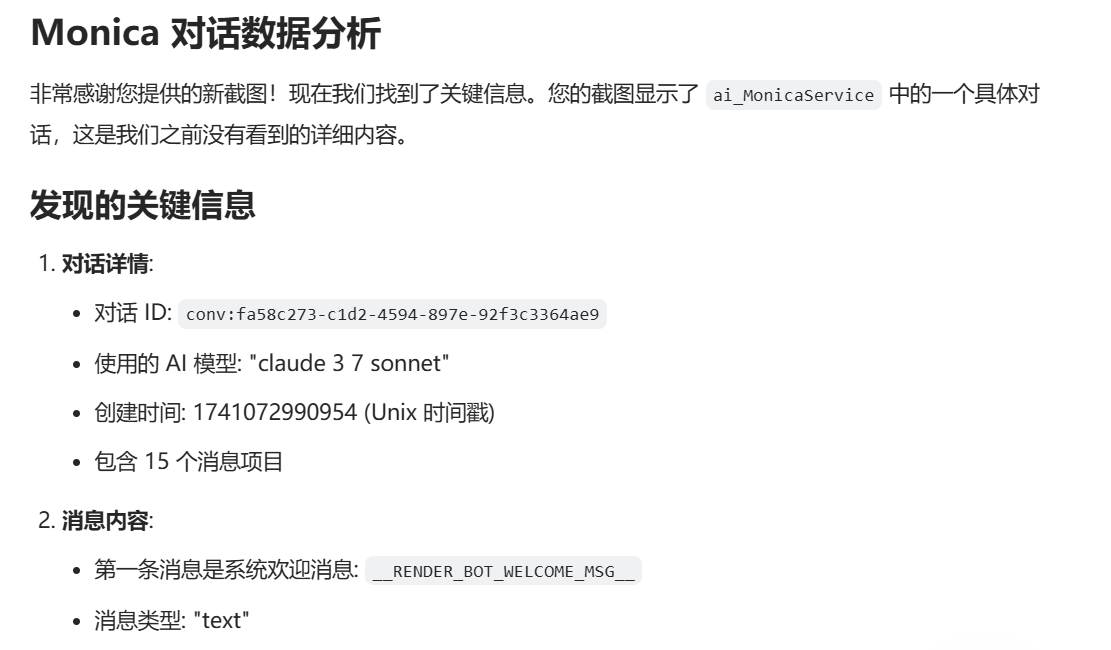 Monica 对话数据分析
非常感谢您提供的新截图！现在我们找到了关键信息。您的截图显示了 ai_MonicaService 中的一个具体对
话，这是我们之前没有看到的详细内容。
发现的关键信息
1. 对话详情:
• 对话 ID: conv:fa58c273-c1d2-4594-897e-92f3c3364ae9
• 使用的 AI 模型: "claude 3 7 sonnet"
• 创建时间: 1741072990954 (Unix 时间戳)
• 包含 15 个消息项目
2. 消息内容:
• 第一条消息是系统欢迎消息: __RENDER_BOT_WELCOME_MSG__
• 消息类型: "text"